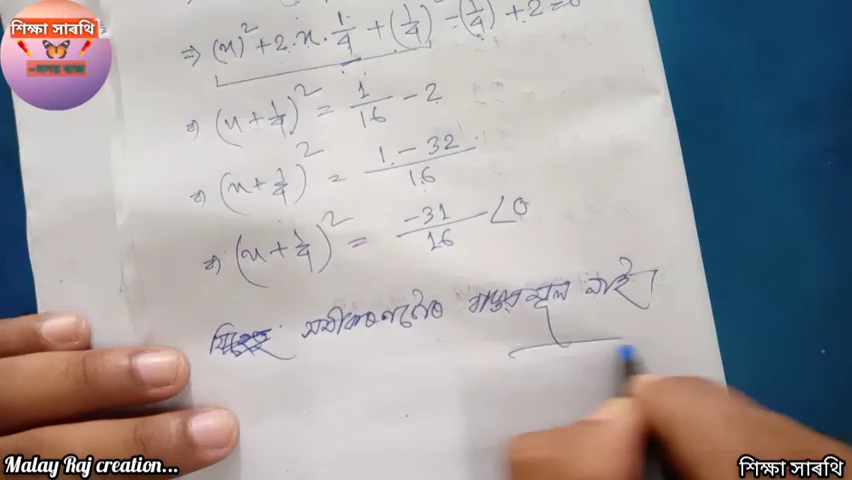 শিক্ষা সাৰথি
⇒ (x)² + 2.x.1/4 + (1/4)² - (1/4)² + 2 = 0
⇒ (x + 1/4)² = 1/16 - 2
⇒ (x + 1/4)² = 1 - 32/16
⇒ (x + 1/4)² = -31/16 < 0
সমীকৰণটোৰ বাস্তৱ মূল নাই।
Malay Raj creation...
শিক্ষা সাৰথি